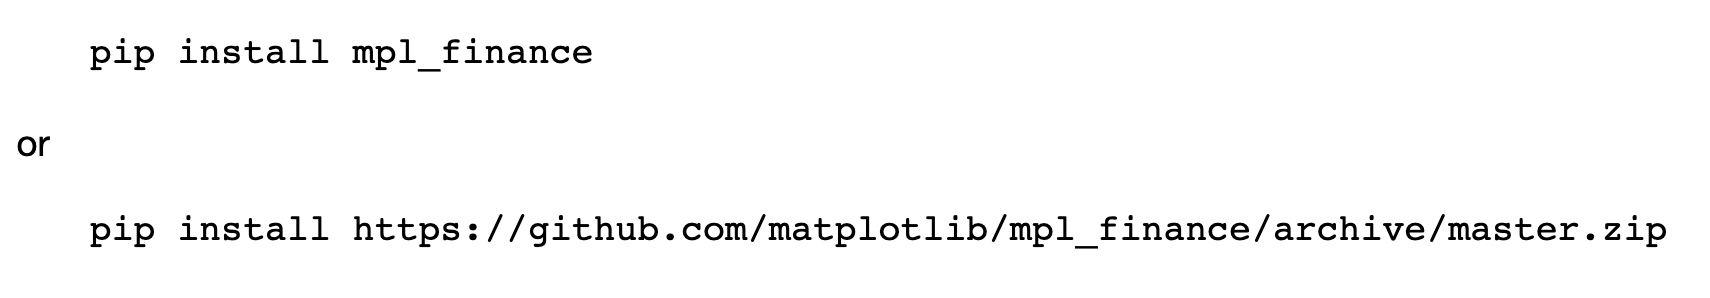 pip install mpl_finance
or
pip install https://github.com/matplotlib/mpl_finance/archive/master.zip